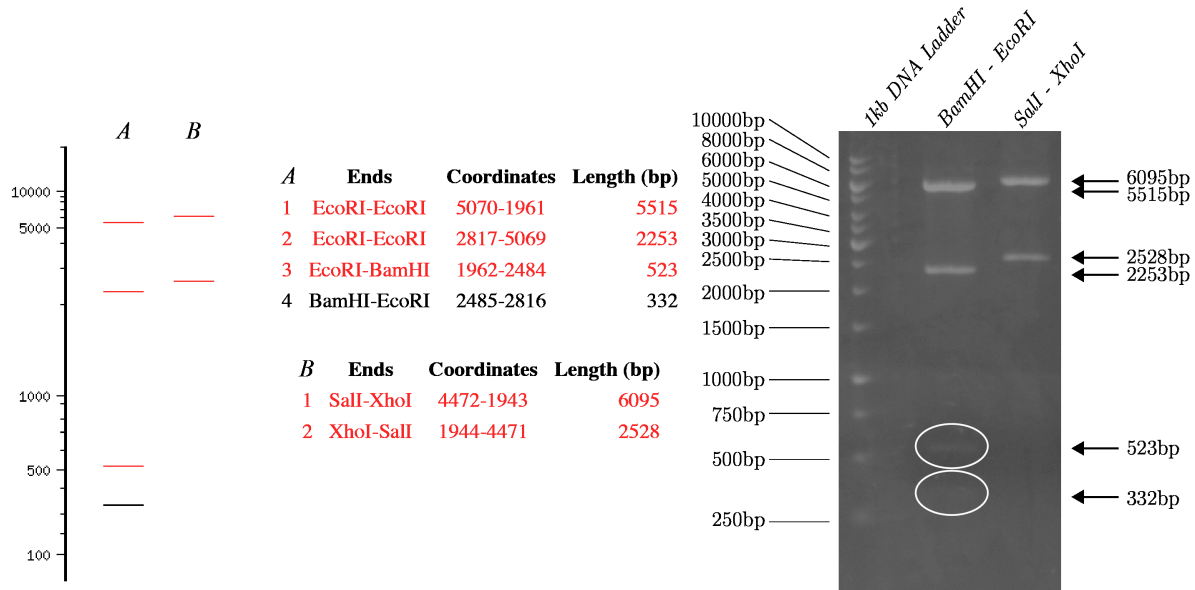 A B
10000
5000
1000
500
100
A Ends Coordinates Length (bp)
1 EcoRI-EcoRI 5070-1961 5515
2 EcoRI-EcoRI 2817-5069 2253
3 EcoRI-BamHI 1962-2484 523
4 BamHI-EcoRI 2485-2816 332
B Ends Coordinates Length (bp)
1 SalI-XhoI 4472-1943 6095
2 XhoI-SalI 1944-4471 2528
1kb DNA Ladder
BamHI - EcoRI
SalI - XhoI
10000bp
8000bp
6000bp
5000bp
4000bp
3500bp
3000bp
2500bp
2000bp
1500bp
1000bp
750bp
500bp
250bp
6095bp
5515bp
2528bp
2253bp
523bp
332bp